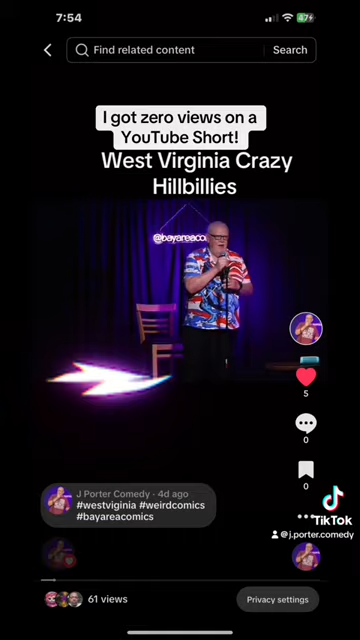 7:54
47
Find related content
Search
I got zero views on a
YouTube Short!
West Virginia Crazy
Hillbillies
@bayareaco
5
0
0
TikTok
@j.porter.comedy
J Porter Comedy · 4d ago
#westviginia #weirdcomics
#bayareacomics
61 views
Privacy settings